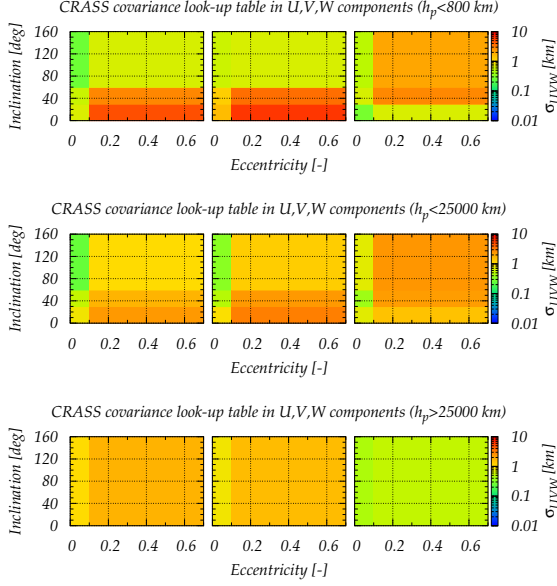 CRASS covariance look-up table in U,V,W components (h_p<800 km)
Inclination [deg]
160
120
80
40
0
0 0.2 0.4 0.6 0 0.2 0.4 0.6 0 0.2 0.4 0.6
Eccentricity [-]
10
1
0.1
0.01
σ_UVW [km]
CRASS covariance look-up table in U,V,W components (h_p<25000 km)
Inclination [deg]
160
120
80
40
0
0 0.2 0.4 0.6 0 0.2 0.4 0.6 0 0.2 0.4 0.6
Eccentricity [-]
10
1
0.1
0.01
σ_UVW [km]
CRASS covariance look-up table in U,V,W components (h_p>25000 km)
Inclination [deg]
160
120
80
40
0
0 0.2 0.4 0.6 0 0.2 0.4 0.6 0 0.2 0.4 0.6
Eccentricity [-]
10
1
0.1
0.01
σ_UVW [km]